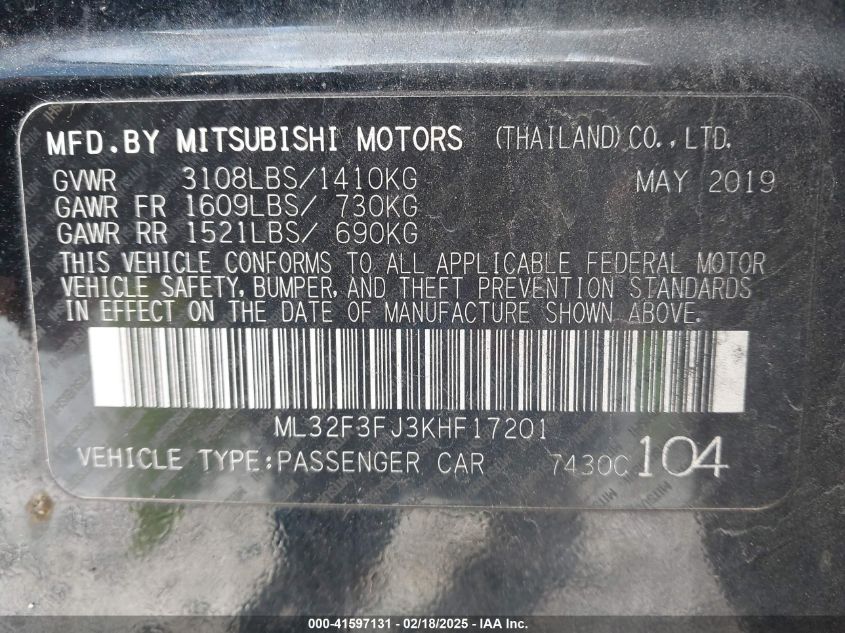 MFD.BY MITSUBISHI MOTORS (THAILAND) CO.,LTD.
GVWR 3108LBS/1410KG MAY 2019
GAWR FR 1609LBS/ 730KG
GAWR RR 1521LBS/ 690KG
THIS VEHICLE CONFORMS TO ALL APPLICABLE FEDERAL MOTOR
VEHICLE SAFETY, BUMPER, AND THEFT PREVENTION STANDARDS
IN EFFECT ON THE DATE OF MANUFACTURE SHOWN ABOVE.
ML32F3FJ3KHF17201
VEHICLE TYPE:PASSENGER CAR 7430C 104
000-41597131 - 02/18/2025 - IAA Inc.